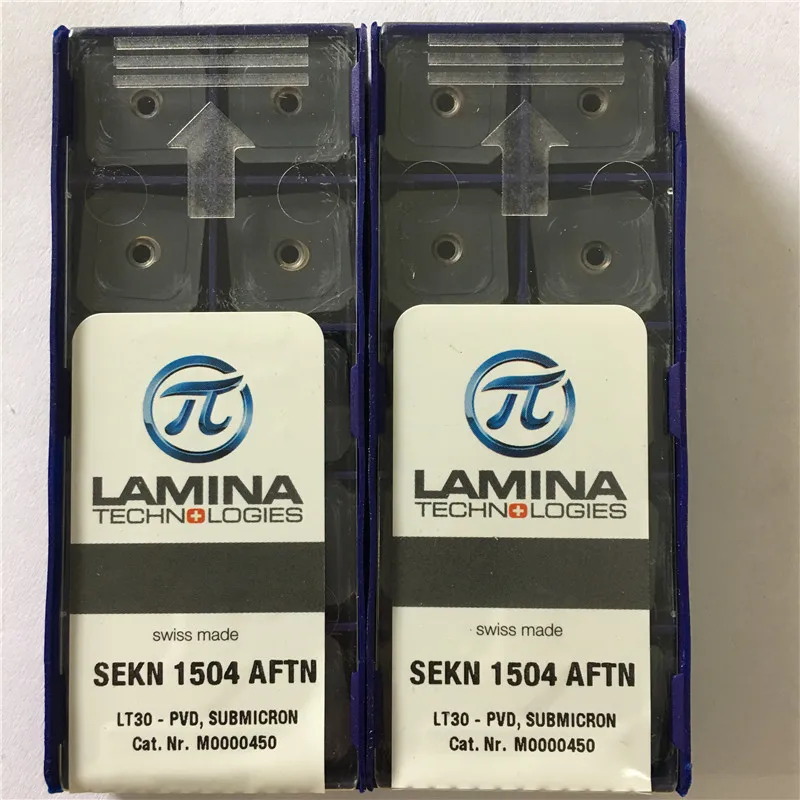 π
LAMINA
TECHNOLOGIES
swiss made
SEKN 1504 AFTN
LT30 - PVD, SUBMICRON
Cat. Nr. M0000450
π
LAMINA
TECHNOLOGIES
swiss made
SEKN 1504 AFTN
LT30 - PVD, SUBMICRON
Cat. Nr. M0000450